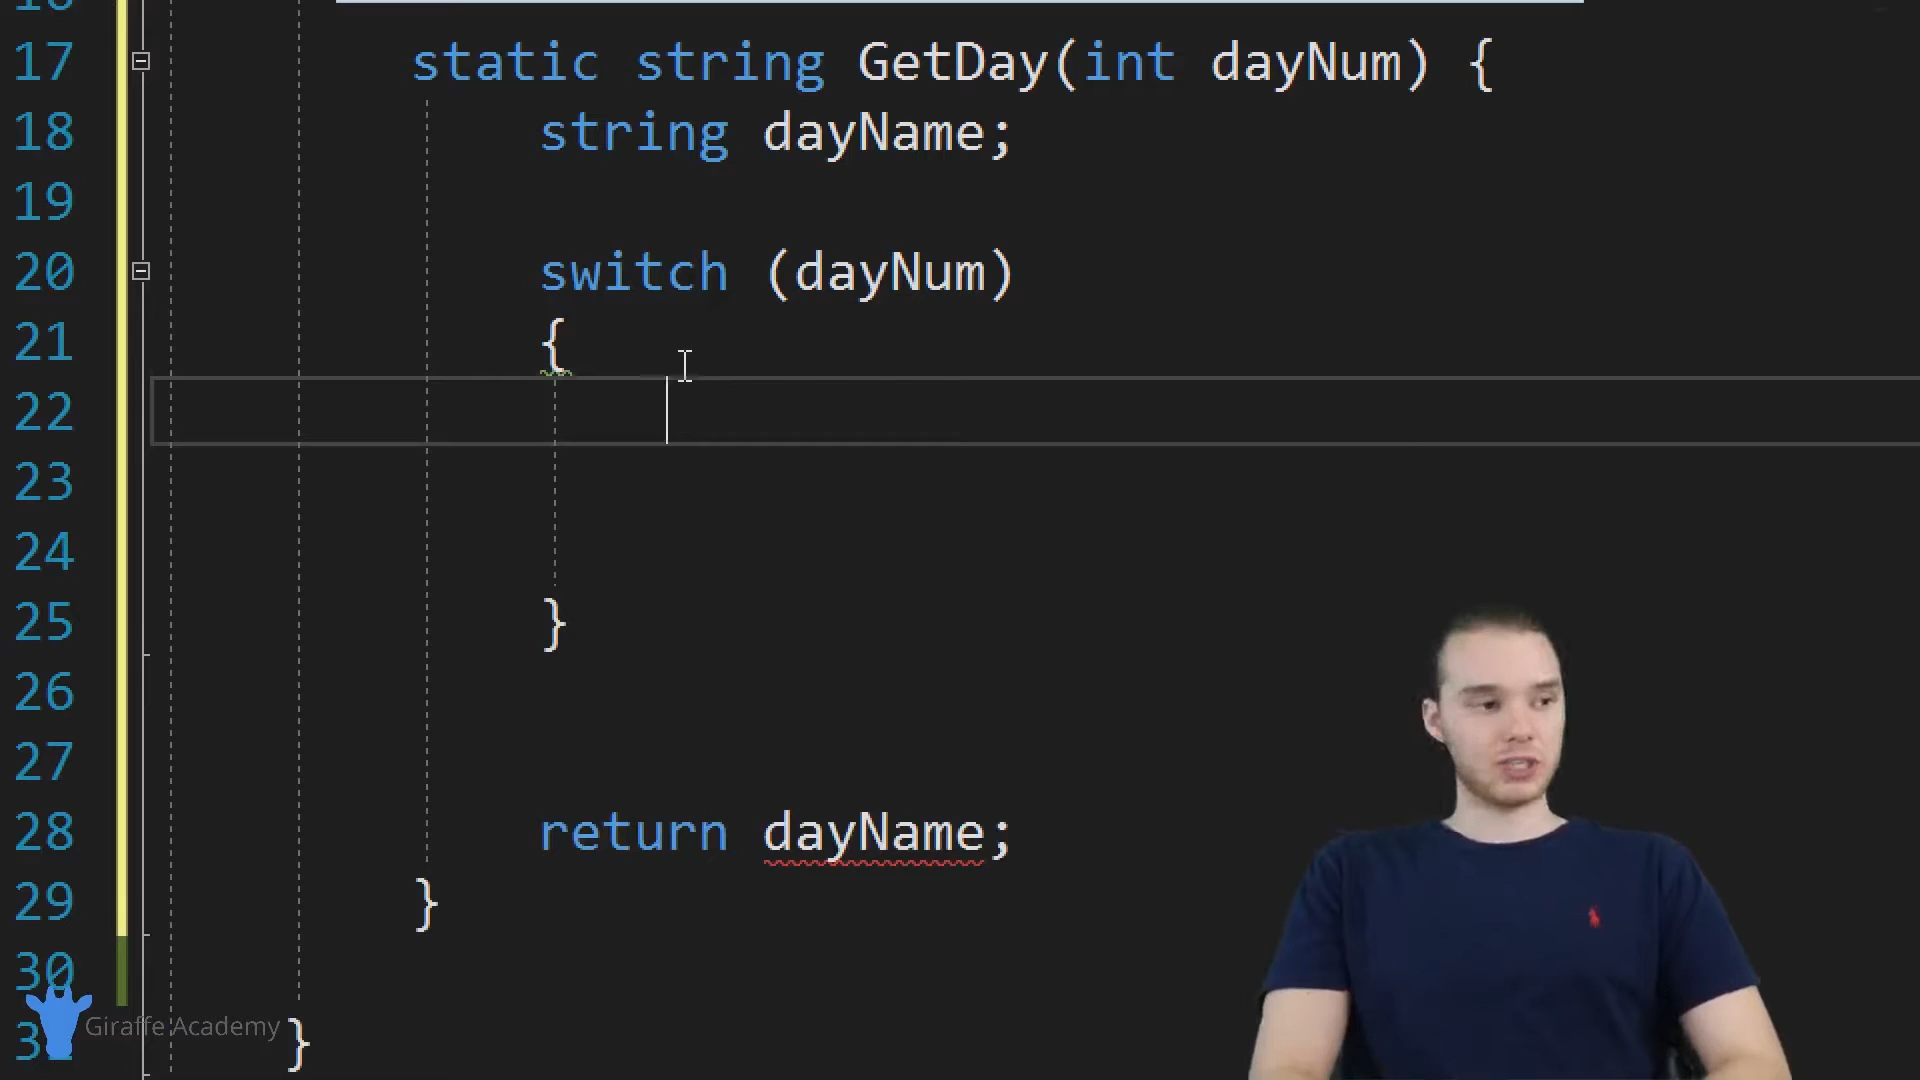 17 static string GetDay(int dayNum) {
18 string dayName;
19
20 switch (dayNum)
21 {
22
23
24
25 }
26
27
28 return dayName;
29 }
30
Giraffe Academy
}